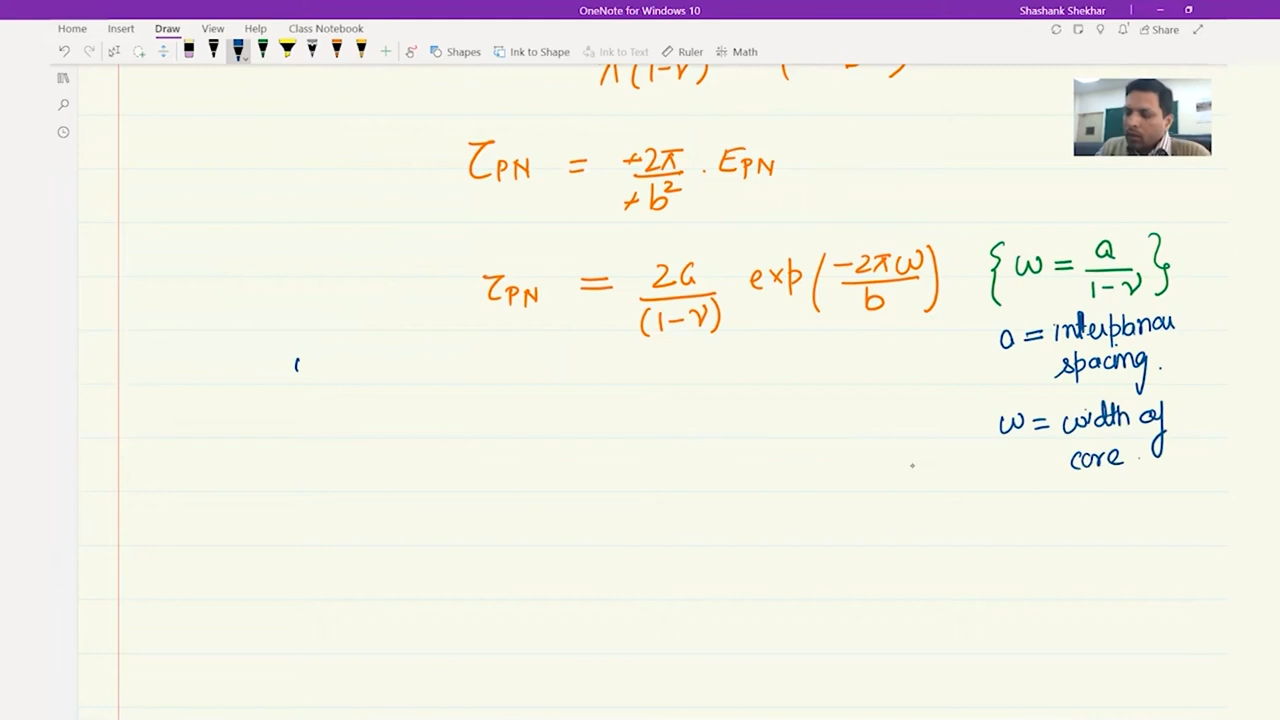 OneNote for Windows 10
Shashank Shekhar
Home Insert Draw View Help Class Notebook
Shapes Ink to Shape Ink to Text Ruler Math Share
π(1-ν)
τPN = +2π/+b² . EPN
τPN = 2G/(1-ν) exp(-2πω/b) {ω = a/1-ν}
a = interplanar
spacing.
ω = width of
core.